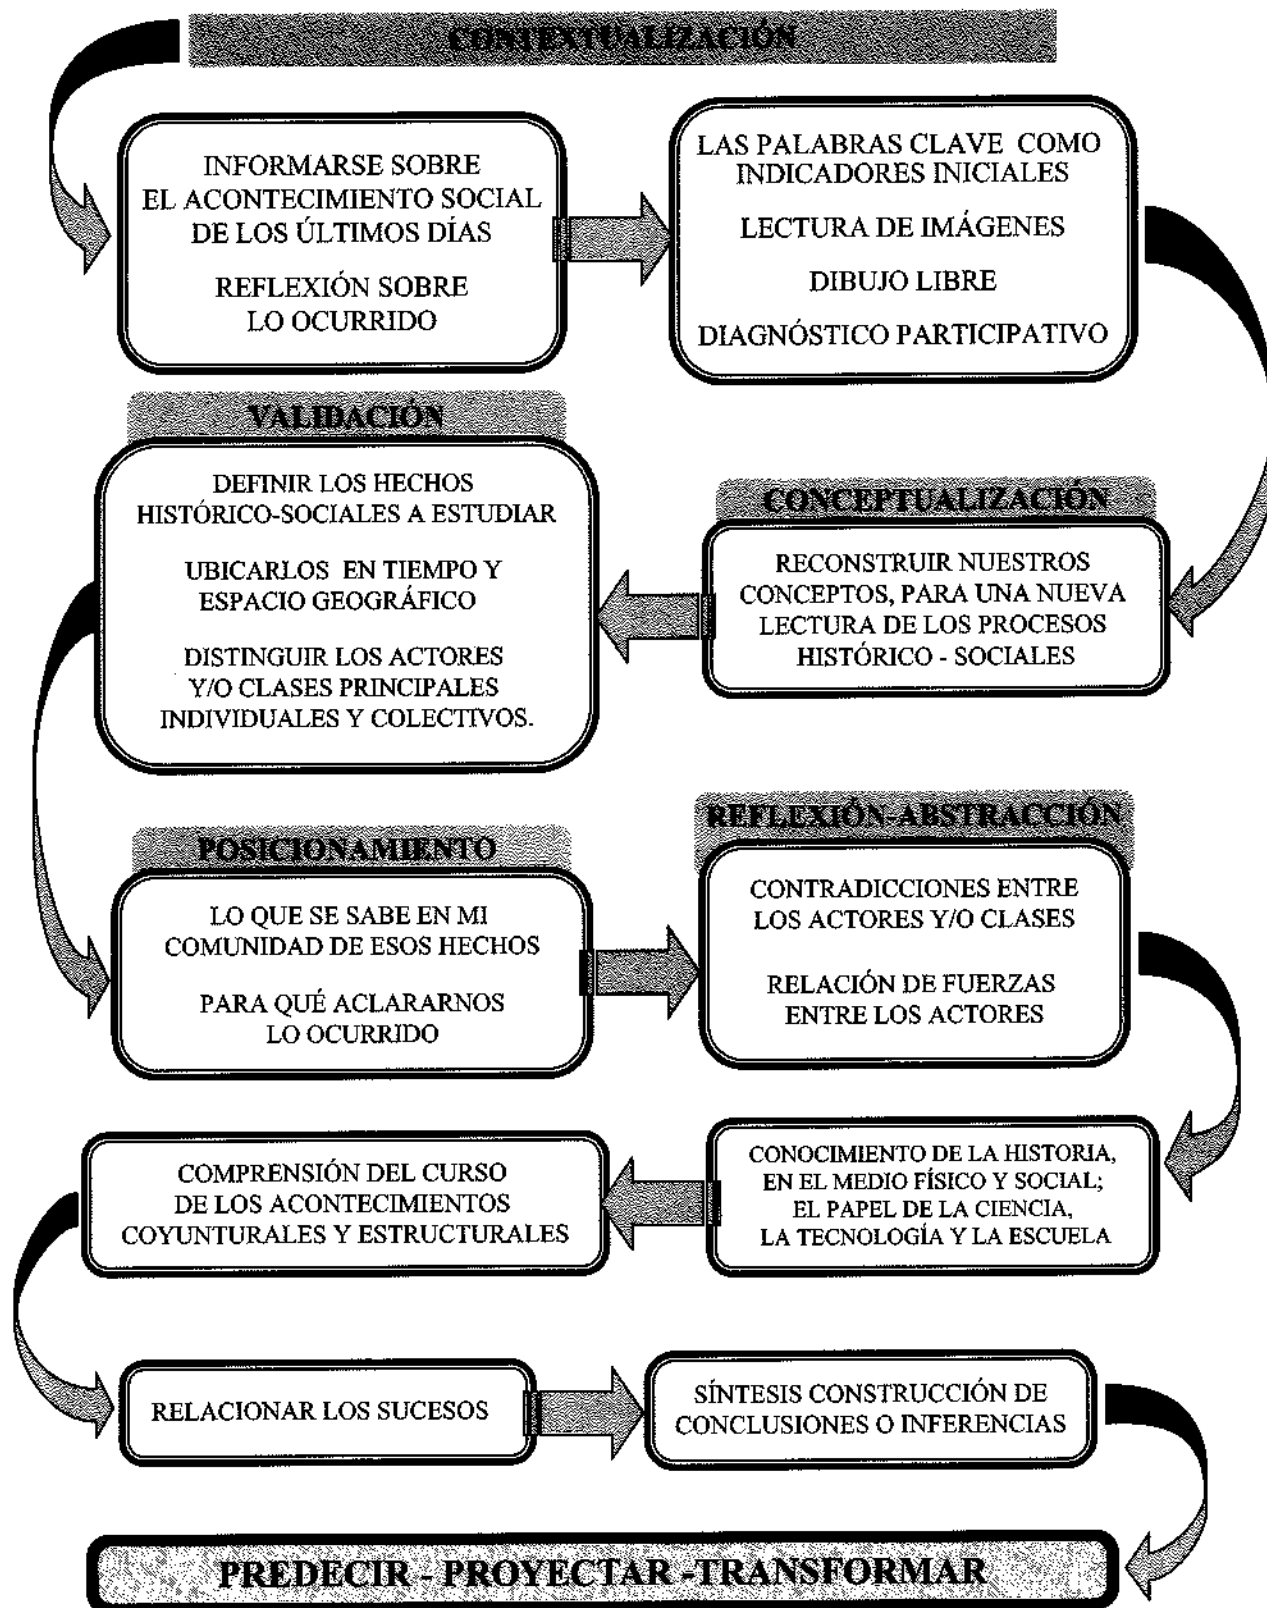 CONTEXTUALIZACIÓN
INFORMARSE SOBRE
EL ACONTECIMIENTO SOCIAL
DE LOS ÚLTIMOS DÍAS
REFLEXIÓN SOBRE
LO OCURRIDO
LAS PALABRAS CLAVE COMO
INDICADORES INICIALES
LECTURA DE IMÁGENES
DIBUJO LIBRE
DIAGNÓSTICO PARTICIPATIVO
CONCEPTUALIZACIÓN
RECONSTRUIR NUESTROS
CONCEPTOS, PARA UNA NUEVA
LECTURA DE LOS PROCESOS
HISTÓRICO - SOCIALES
VALIDACIÓN
DEFINIR LOS HECHOS
HISTÓRICO-SOCIALES A ESTUDIAR
UBICARLOS EN TIEMPO Y
ESPACIO GEOGRÁFICO
DISTINGUIR LOS ACTORES
Y/O CLASES PRINCIPALES
INDIVIDUALES Y COLECTIVOS.
POSICIONAMIENTO
LO QUE SE SABE EN MI
COMUNIDAD DE ESOS HECHOS
PARA QUÉ ACLARARNOS
LO OCURRIDO
REFLEXIÓN-ABSTRACCIÓN
CONTRADICCIONES ENTRE
LOS ACTORES Y/O CLASES
RELACIÓN DE FUERZAS
ENTRE LOS ACTORES
CONOCIMIENTO DE LA HISTORIA,
EN EL MEDIO FÍSICO Y SOCIAL;
EL PAPEL DE LA CIENCIA,
LA TECNOLOGÍA Y LA ESCUELA
COMPRENSIÓN DEL CURSO
DE LOS ACONTECIMIENTOS
COYUNTURALES Y ESTRUCTURALES
RELACIONAR LOS SUCESOS
SÍNTESIS CONSTRUCCIÓN DE
CONCLUSIONES O INFERENCIAS
PREDECIR - PROYECTAR -TRANSFORMAR